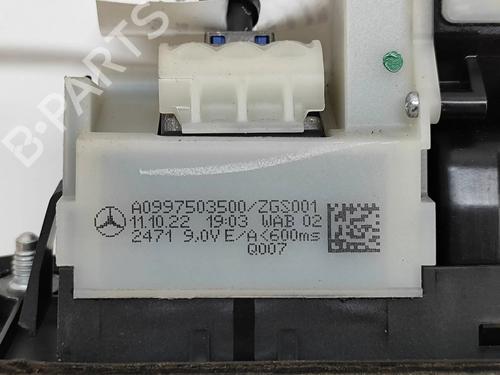 B-PARTS
A0997503500/ZGS001
11.10.22 19:03 WAB 02
2471 9.0V E/A<600ms
Q007